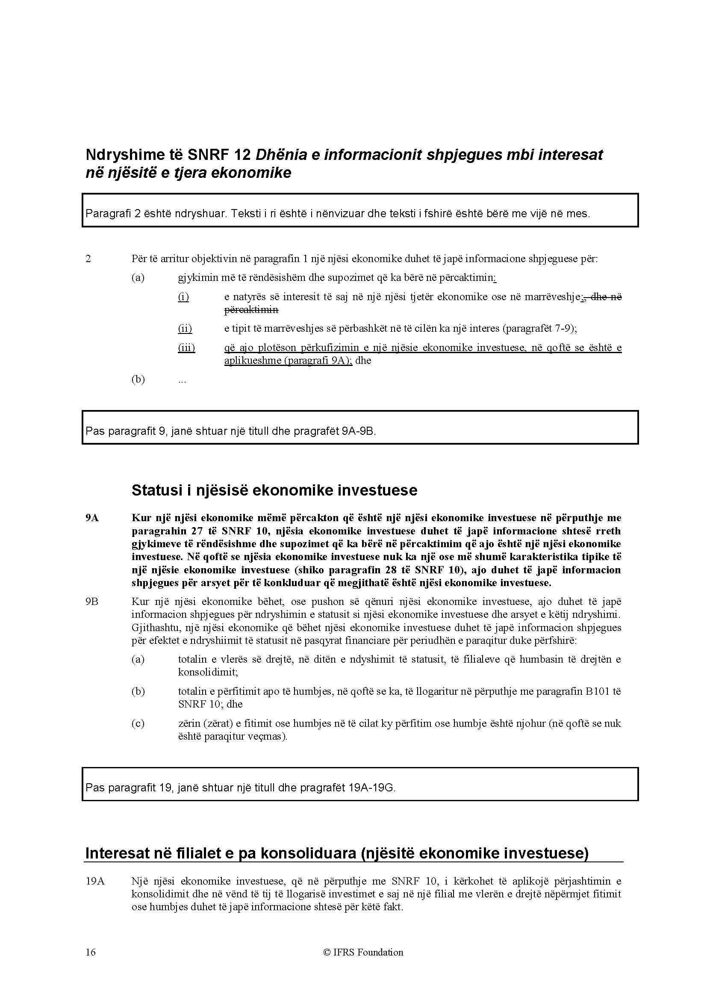 Ndryshime të SNRF 12 Dhënia e informacionit shpjegues mbi interesat
në njësitë e tjera ekonomike
Paragrafi 2 është ndryshuar. Teksti i ri është i nënvizuar dhe teksti i fshirë është bërë me vijë në mes.
2 Për të arritur objektivin në paragrafin 1 një njësi ekonomike duhet të japë informacione shpjeguese për:
(a) gjykimin më të rëndësishëm dhe supozimet që ka bërë në përcaktimin:
(i) e natyrës së interesit të saj në një njësi tjetër ekonomike ose në marrëveshje;, dhe në
përcaktimin
(ii) e tipit të marrëveshjes së përbashkët në të cilën ka një interes (paragrafët 7-9);
(iii) që ajo plotëson përkufizimin e një njësie ekonomike investuese, në qoftë se është e
aplikueshme (paragrafi 9A); dhe
(b) ...
Pas paragrafit 9, janë shtuar një titull dhe pragrafët 9A-9B.
Statusi i njësisë ekonomike investuese
9A Kur një njësi ekonomike mëmë përcakton që është një njësi ekonomike investuese në përputhje me
paragrahin 27 të SNRF 10, njësia ekonomike investuese duhet të japë informacione shtesë rreth
gjykimeve të rëndësishme dhe supozimet që ka bërë në përcaktimim që ajo është një njësi ekonomike
investuese. Në qoftë se njësia ekonomike investuese nuk ka një ose më shumë karakteristika tipike të
një njësie ekonomike investuese (shiko paragrafin 28 të SNRF 10), ajo duhet të japë informacion
shpjegues për arsyet për të konkluduar që megjithatë është njësi ekonomike investuese.
9B Kur një njësi ekonomike bëhet, ose pushon së qënuri njësi ekonomike investuese, ajo duhet të japë
informacion shpjegues për ndryshimin e statusit si njësi ekonomike investuese dhe arsyet e këtij ndryshimi.
Gjithashtu, një njësi ekonomike që bëhet njësi ekonomike investuese duhet të japë informacion shpjegues
për efektet e ndryshiimit të statusit në pasqyrat financiare për periudhën e paraqitur duke përfshirë:
(a) totalin e vlerës së drejtë, në ditën e ndyshimit të statusit, të filialeve që humbasin të drejtën e
konsolidimit;
(b) totalin e përfitimit apo të humbjes, në qoftë se ka, të llogaritur në përputhje me paragrafin B101 të
SNRF 10; dhe
(c) zërin (zërat) e fitimit ose humbjes në të cilat ky përfitim ose humbje është njohur (në qoftë se nuk
është paraqitur veçmas).
Pas paragrafit 19, janë shtuar një titull dhe pragrafët 19A-19G.
Interesat në filialet e pa konsoliduara (njësitë ekonomike investuese)
19A Një njësi ekonomike investuese, që në përputhje me SNRF 10, i kërkohet të aplikojë përjashtimin e
konsolidimit dhe në vënd të tij të llogarisë investimet e saj në një filial me vlerën e drejtë nëpërmjet fitimit
ose humbjes duhet të japë informacione shtesë për këtë fakt.
16 © IFRS Foundation